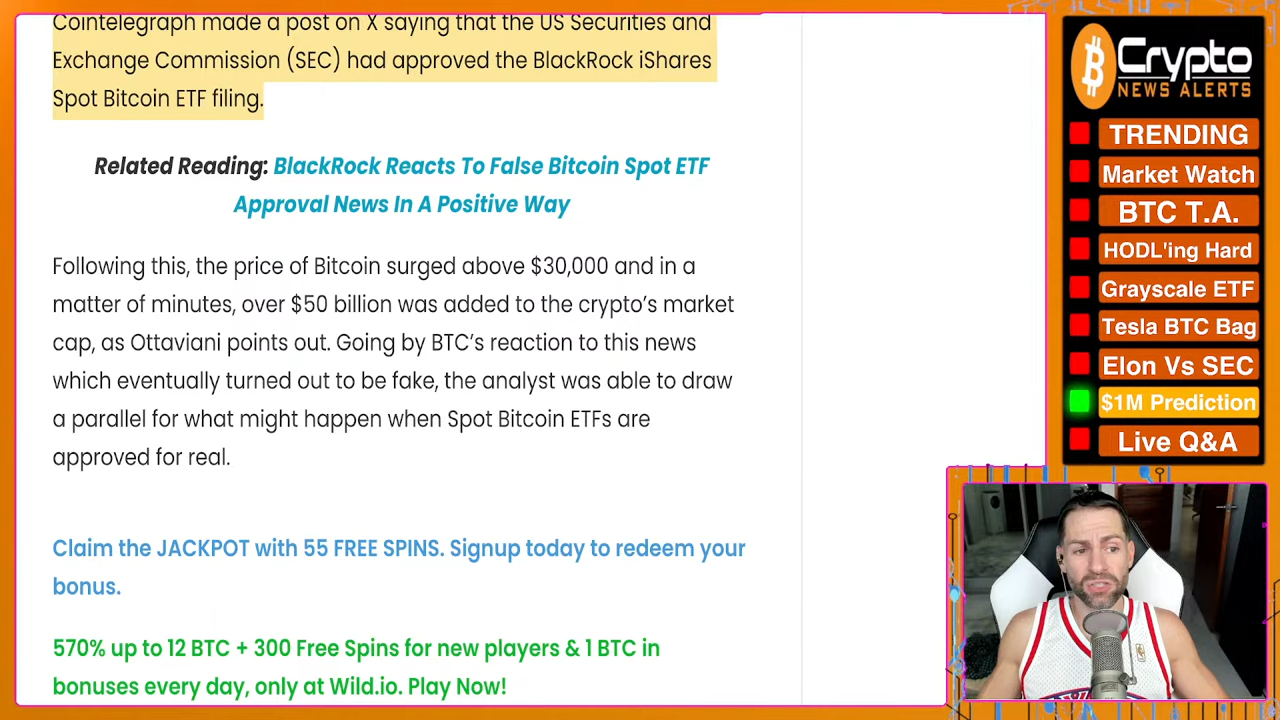 Cointelegraph made a post on X saying that the US Securities and
Exchange Commission (SEC) had approved the BlackRock iShares
Spot Bitcoin ETF filing.
Related Reading: BlackRock Reacts To False Bitcoin Spot ETF
Approval News In A Positive Way
Following this, the price of Bitcoin surged above $30,000 and in a
matter of minutes, over $50 billion was added to the crypto’s market
cap, as Ottaviani points out. Going by BTC’s reaction to this news
which eventually turned out to be fake, the analyst was able to draw
a parallel for what might happen when Spot Bitcoin ETFs are
approved for real.
Claim the JACKPOT with 55 FREE SPINS. Signup today to redeem your
bonus.
570% up to 12 BTC + 300 Free Spins for new players & 1 BTC in
bonuses every day, only at Wild.io. Play Now!
Crypto
NEWS ALERTS
TRENDING
Market Watch
BTC T.A.
HODL'ing Hard
Grayscale ETF
Tesla BTC Bag
Elon Vs SEC
$1M Prediction
Live Q&A